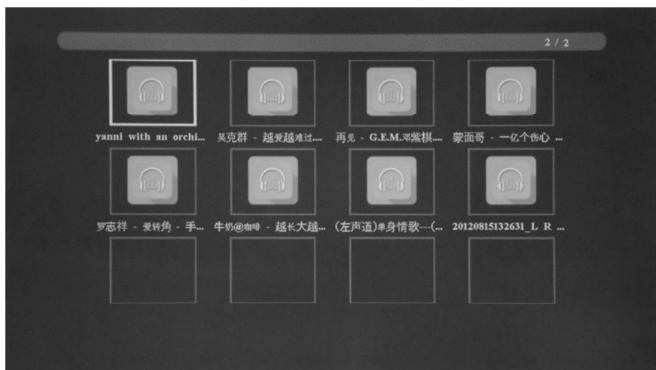 2 / 2
yanni with an orchi...
吴克群 - 越爱越难过....
再见 - G.E.M.邓紫棋....
蒙面哥 - 一亿个伤心 ...
罗志祥 - 爱转角 - 手...
牛奶@咖啡 - 越长大越...
(左声道)单身情歌---(...
20120815132631_L R ...